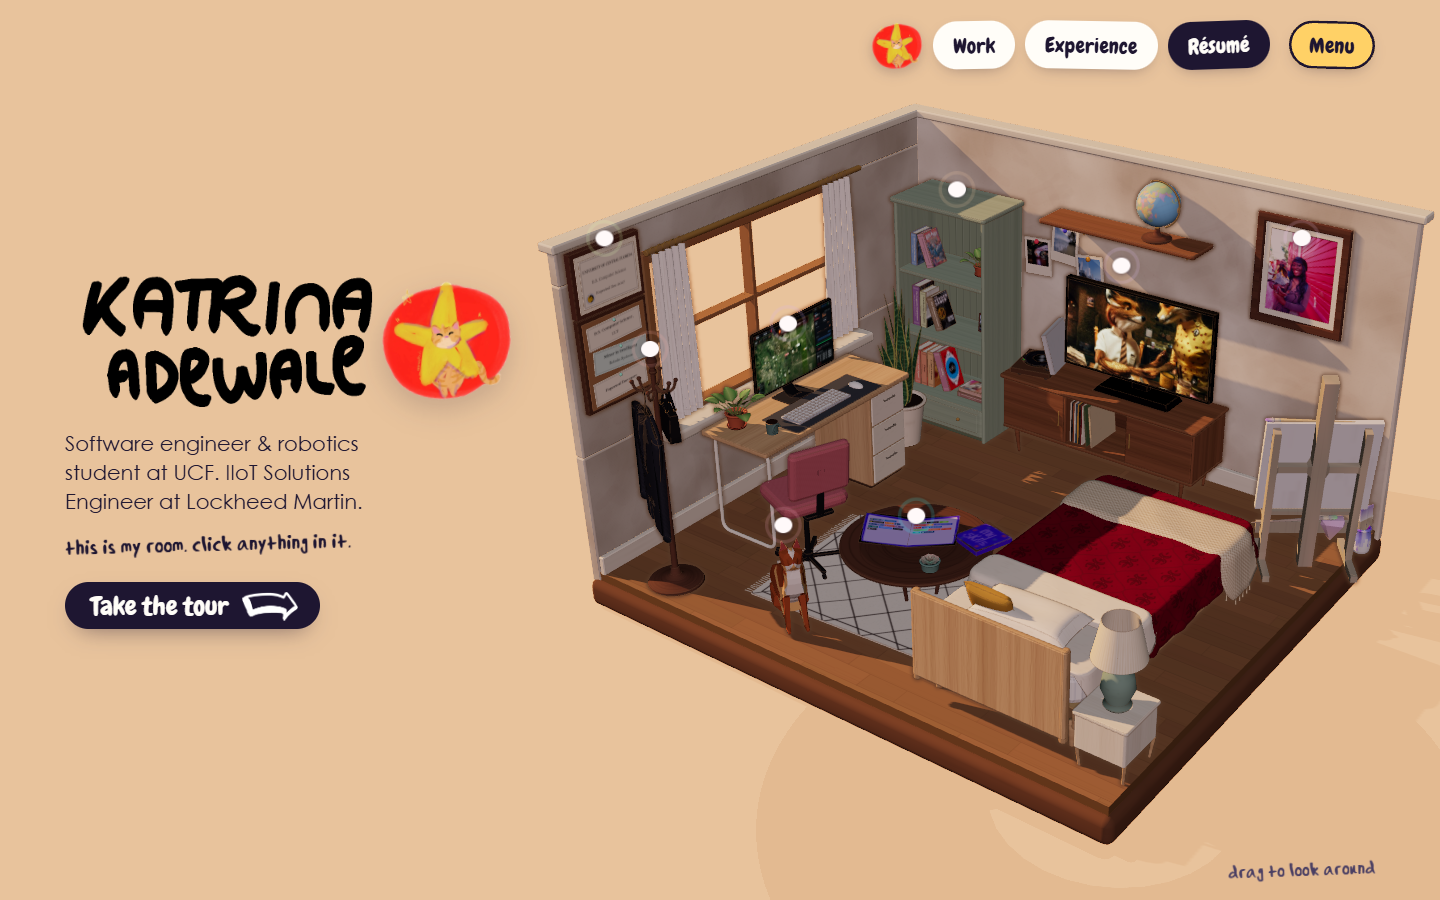 Work
Experience
Résumé
Menu
KATRINA
ADEWALE
Software engineer & robotics
student at UCF. IIoT Solutions
Engineer at Lockheed Martin.
this is my room. click anything in it.
Take the tour
drag to look around